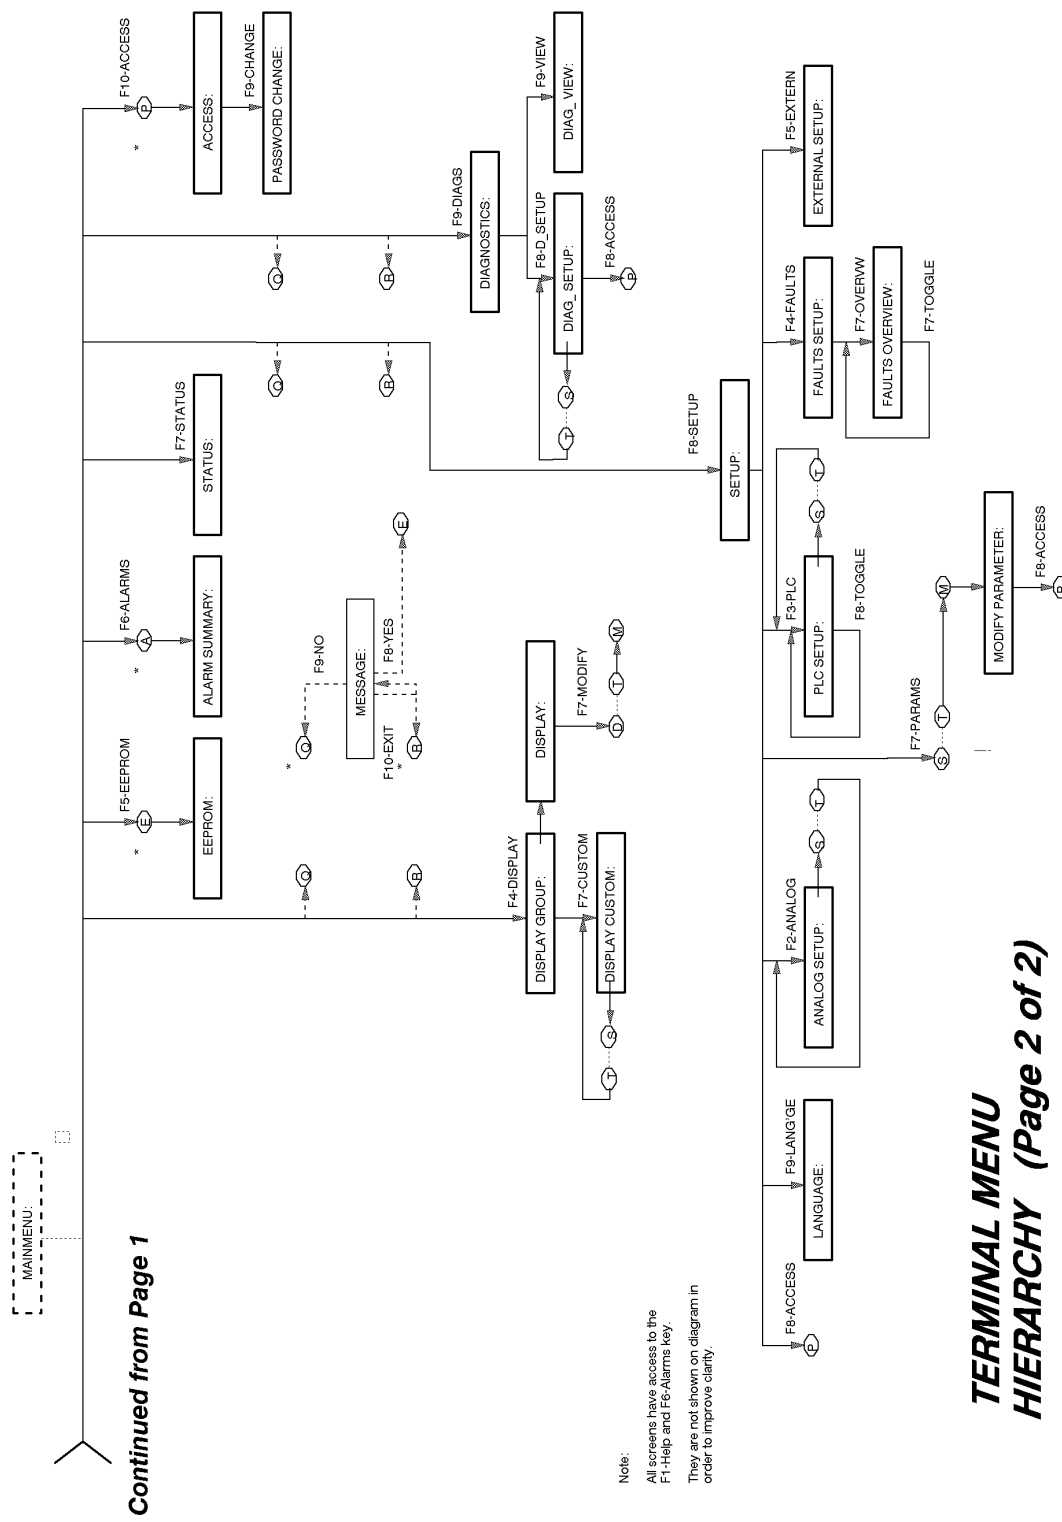 MAINMENU:
Continued from Page 1
F5-EEPROM
*
E
EEPROM:
F6-ALARMS
*
A
ALARM SUMMARY:
F7-STATUS
STATUS:
F10-ACCESS
*
P
ACCESS:
F9-CHANGE
PASSWORD CHANGE:
Q
R
Q
R
Q
R
F9-NO
Q
*
MESSAGE:
F8-YES
E
F10-EXIT
*
R
F9-DIAGS
DIAGNOSTICS:
F8-D_SETUP
DIAG_SETUP:
F9-VIEW
DIAG_VIEW:
T
S
F8-ACCESS
P
F4-DISPLAY
DISPLAY GROUP:
DISPLAY:
F7-CUSTOM
DISPLAY CUSTOM:
T
S
F7-MODIFY
D
T
M
F8-SETUP
SETUP:
F8-ACCESS
P
F9-LANG'GE
LANGUAGE:
F2-ANALOG
ANALOG SETUP:
S
T
F3-PLC
PLC SETUP:
S
T
F8-TOGGLE
F4-FAULTS
FAULTS SETUP:
F7-OVERVW
FAULTS OVERVIEW:
F7-TOGGLE
F5-EXTERN
EXTERNAL SETUP:
F7-PARAMS
S
T
M
MODIFY PARAMETER:
F8-ACCESS
P
Note:
All screens have access to the
F1-Help and F6-Alarms key.
They are not shown on diagram in
order to improve clarity.
TERMINAL MENU
HIERARCHY (Page 2 of 2)